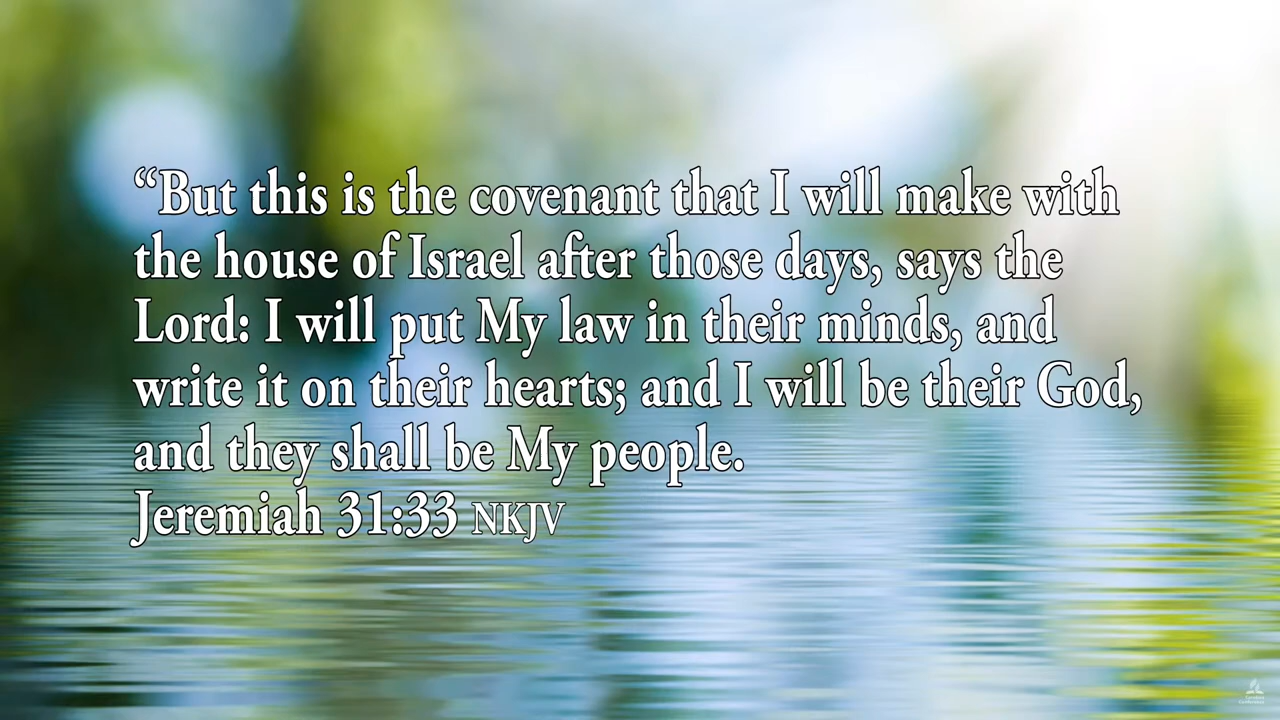 “But this is the covenant that I will make with
the house of Israel after those days, says the
Lord: I will put My law in their minds, and
write it on their hearts; and I will be their God,
and they shall be My people.
Jeremiah 31:33 NKJV